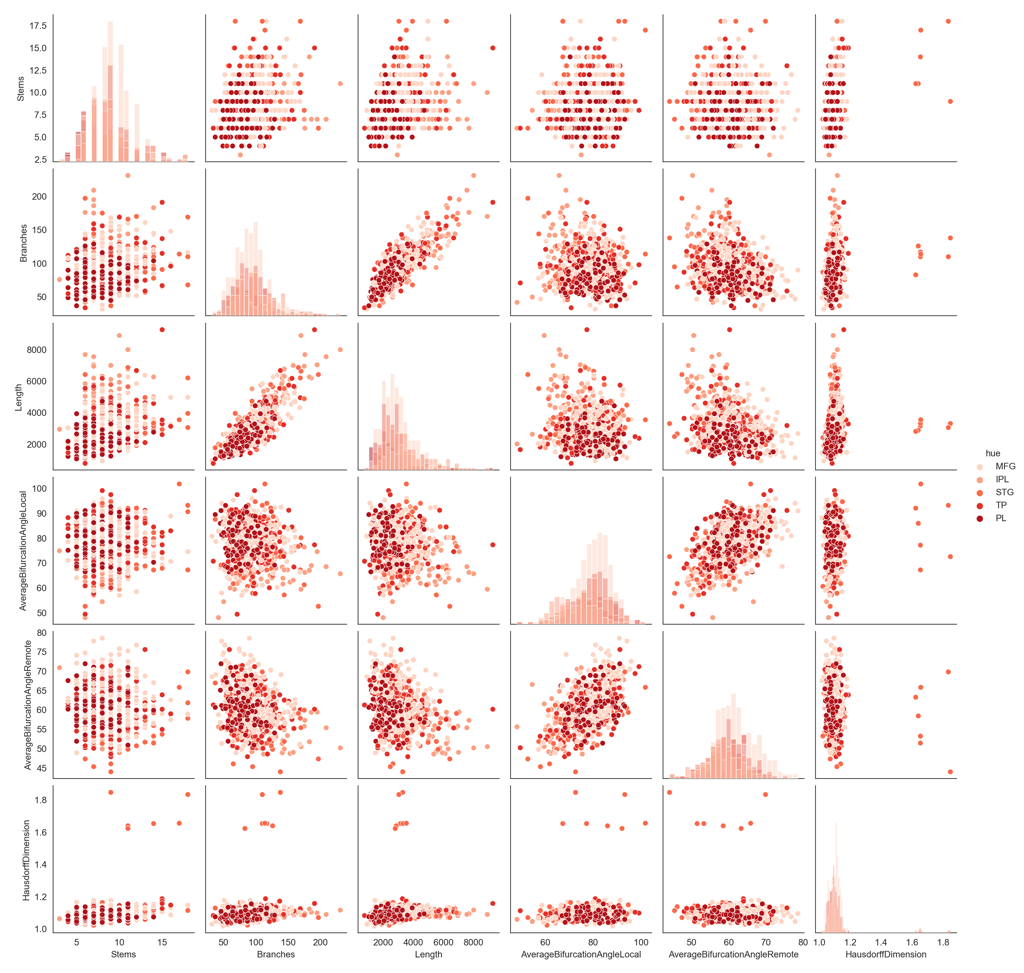 17.5
15.0
12.5
10.0
7.5
5.0
2.5
Stems
200
150
100
50
Branches
8000
6000
4000
2000
Length
100
90
80
70
60
50
AverageBifurcationAngleLocal
80
75
70
65
60
55
50
45
AverageBifurcationAngleRemote
1.8
1.6
1.4
1.2
1.0
HausdorffDimension
5 10 15
Stems
50 100 150 200
Branches
2000 4000 6000 8000
Length
60 80 100
AverageBifurcationAngleLocal
50 60 70 80
AverageBifurcationAngleRemote
1.0 1.2 1.4 1.6 1.8
HausdorffDimension
hue
MFG
IPL
STG
TP
PL